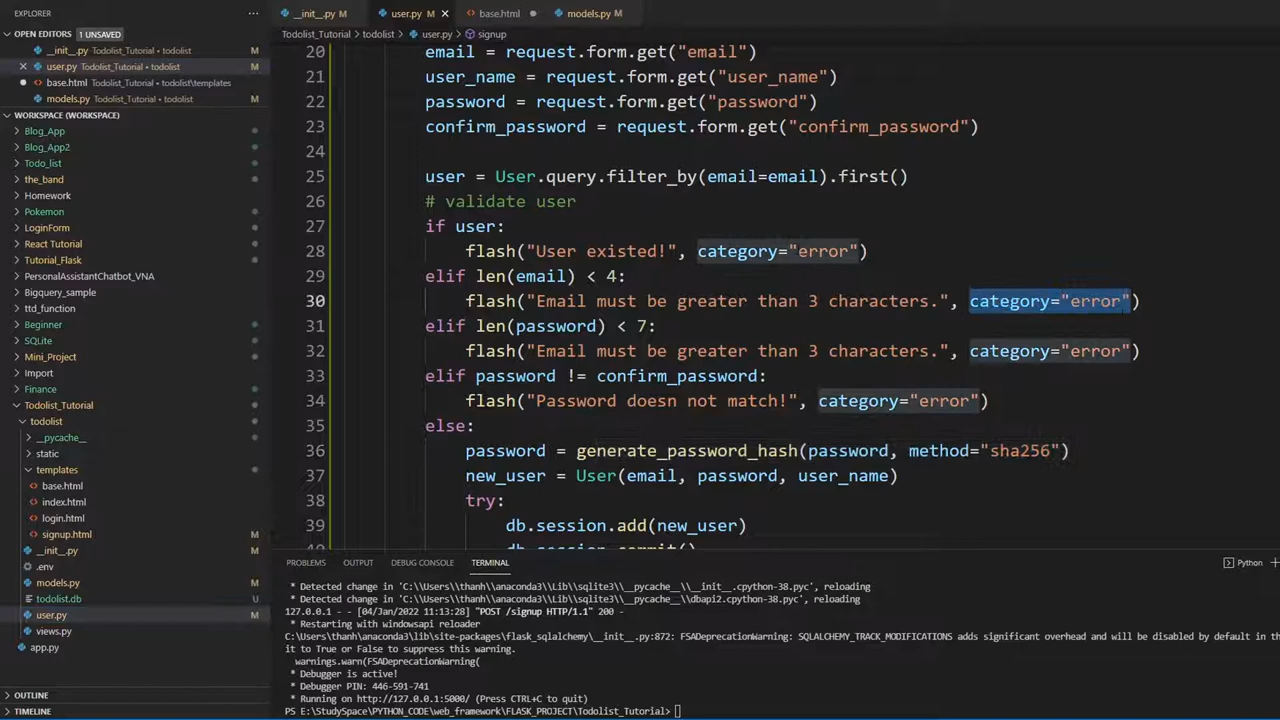 EXPLORER ...
OPEN EDITORS 1 UNSAVED
__init__.py Todolist_Tutorial • todolist M
user.py Todolist_Tutorial • todolist M
base.html Todolist_Tutorial • todolist\templates
models.py Todolist_Tutorial • todolist M
WORKSPACE (WORKSPACE)
Blog_App
Blog_App2
Todo_list
the_band
Homework
Pokemon
LoginForm
React Tutorial
Tutorial_Flask
PersonalAssistantChatbot_VNA
Bigquery_sample
ttd_function
Beginner
SQLite
Mini_Project
Import
Finance
Todolist_Tutorial
todolist
__pycache__
static
templates
base.html
index.html
login.html
signup.html M
__init__.py M
.env
models.py M
todolist.db U
user.py M
views.py
app.py
OUTLINE
TIMELINE
__init__.py M
user.py M
base.html
models.py M
Todolist_Tutorial > todolist > user.py > signup
20 email = request.form.get("email")
21 user_name = request.form.get("user_name")
22 password = request.form.get("password")
23 confirm_password = request.form.get("confirm_password")
24
25 user = User.query.filter_by(email=email).first()
26 # validate user
27 if user:
28 flash("User existed!", category="error")
29 elif len(email) < 4:
30 flash("Email must be greater than 3 characters.", category="error")
31 elif len(password) < 7:
32 flash("Email must be greater than 3 characters.", category="error")
33 elif password != confirm_password:
34 flash("Password doesn not match!", category="error")
35 else:
36 password = generate_password_hash(password, method="sha256")
37 new_user = User(email, password, user_name)
38 try:
39 db.session.add(new_user)
40 db.session.commit()
PROBLEMS OUTPUT DEBUG CONSOLE TERMINAL Python
* Detected change in 'C:\\Users\\thanh\\anaconda3\\Lib\\sqlite3\\__pycache__\\__init__.cpython-38.pyc', reloading
* Detected change in 'C:\\Users\\thanh\\anaconda3\\Lib\\sqlite3\\__pycache__\\dbapi2.cpython-38.pyc', reloading
127.0.0.1 - - [04/Jan/2022 11:13:28] "POST /signup HTTP/1.1" 200 -
* Restarting with windowsapi reloader
C:\Users\thanh\anaconda3\lib\site-packages\flask_sqlalchemy\__init__.py:872: FSADeprecationWarning: SQLALCHEMY_TRACK_MODIFICATIONS adds significant overhead and will be disabled by default in the
it to True or False to suppress this warning.
warnings.warn(FSADeprecationWarning(
* Debugger is active!
* Debugger PIN: 446-591-741
* Running on http://127.0.0.1:5000/ (Press CTRL+C to quit)
PS E:\StudySpace\PYTHON_CODE\web_framework\FLASK_PROJECT\Todolist_Tutorial>